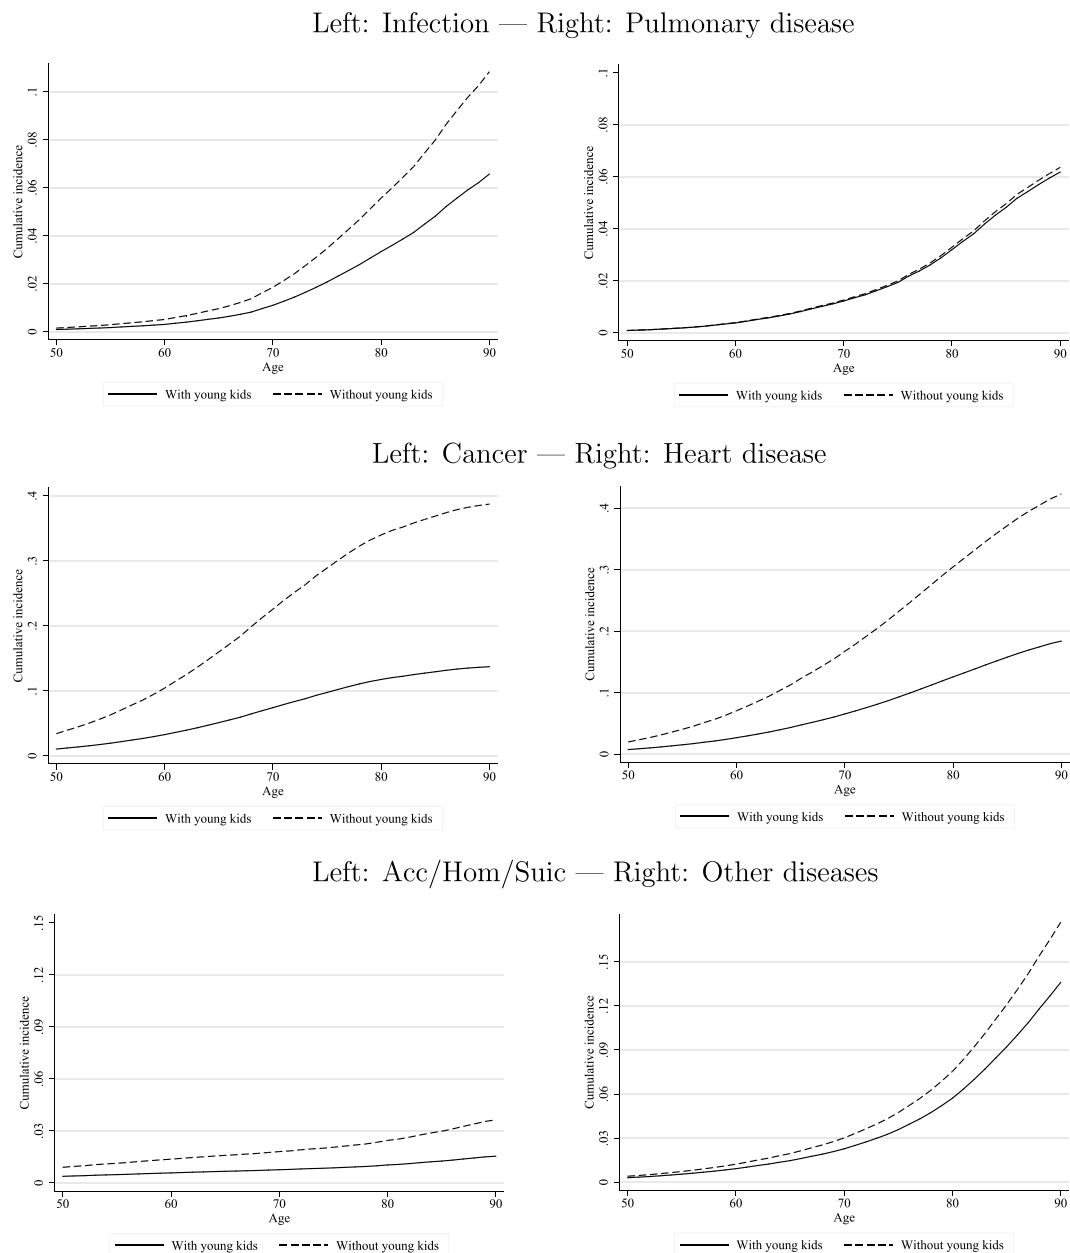 Left: Infection — Right: Pulmonary disease
Cumulative incidence
0 .02 .04 .06 .08 .1
50 60 70 80 90
Age
With young kids Without young kids
Cumulative incidence
0 .02 .04 .06 .08 .1
50 60 70 80 90
Age
With young kids Without young kids
Left: Cancer — Right: Heart disease
Cumulative incidence
0 .1 .2 .3 .4
50 60 70 80 90
Age
With young kids Without young kids
Cumulative incidence
0 .1 .2 .3 .4
50 60 70 80 90
Age
With young kids Without young kids
Left: Acc/Hom/Suic — Right: Other diseases
Cumulative incidence
0 .03 .06 .09 .12 .15
50 60 70 80 90
Age
With young kids Without young kids
Cumulative incidence
0 .03 .06 .09 .12 .15
50 60 70 80 90
Age
With young kids Without young kids